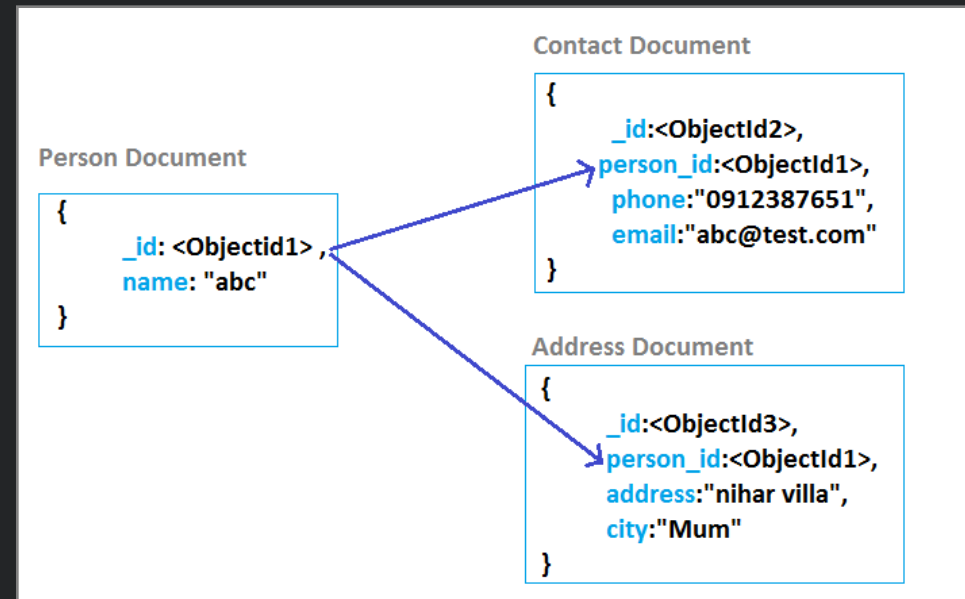 Person Document
{
_id: <Objectid1> ,
name: "abc"
}
Contact Document
{
_id:<ObjectId2>,
person_id:<ObjectId1>,
phone:"0912387651",
email:"abc@test.com"
}
Address Document
{
_id:<ObjectId3>,
person_id:<ObjectId1>,
address:"nihar villa",
city:"Mum"
}